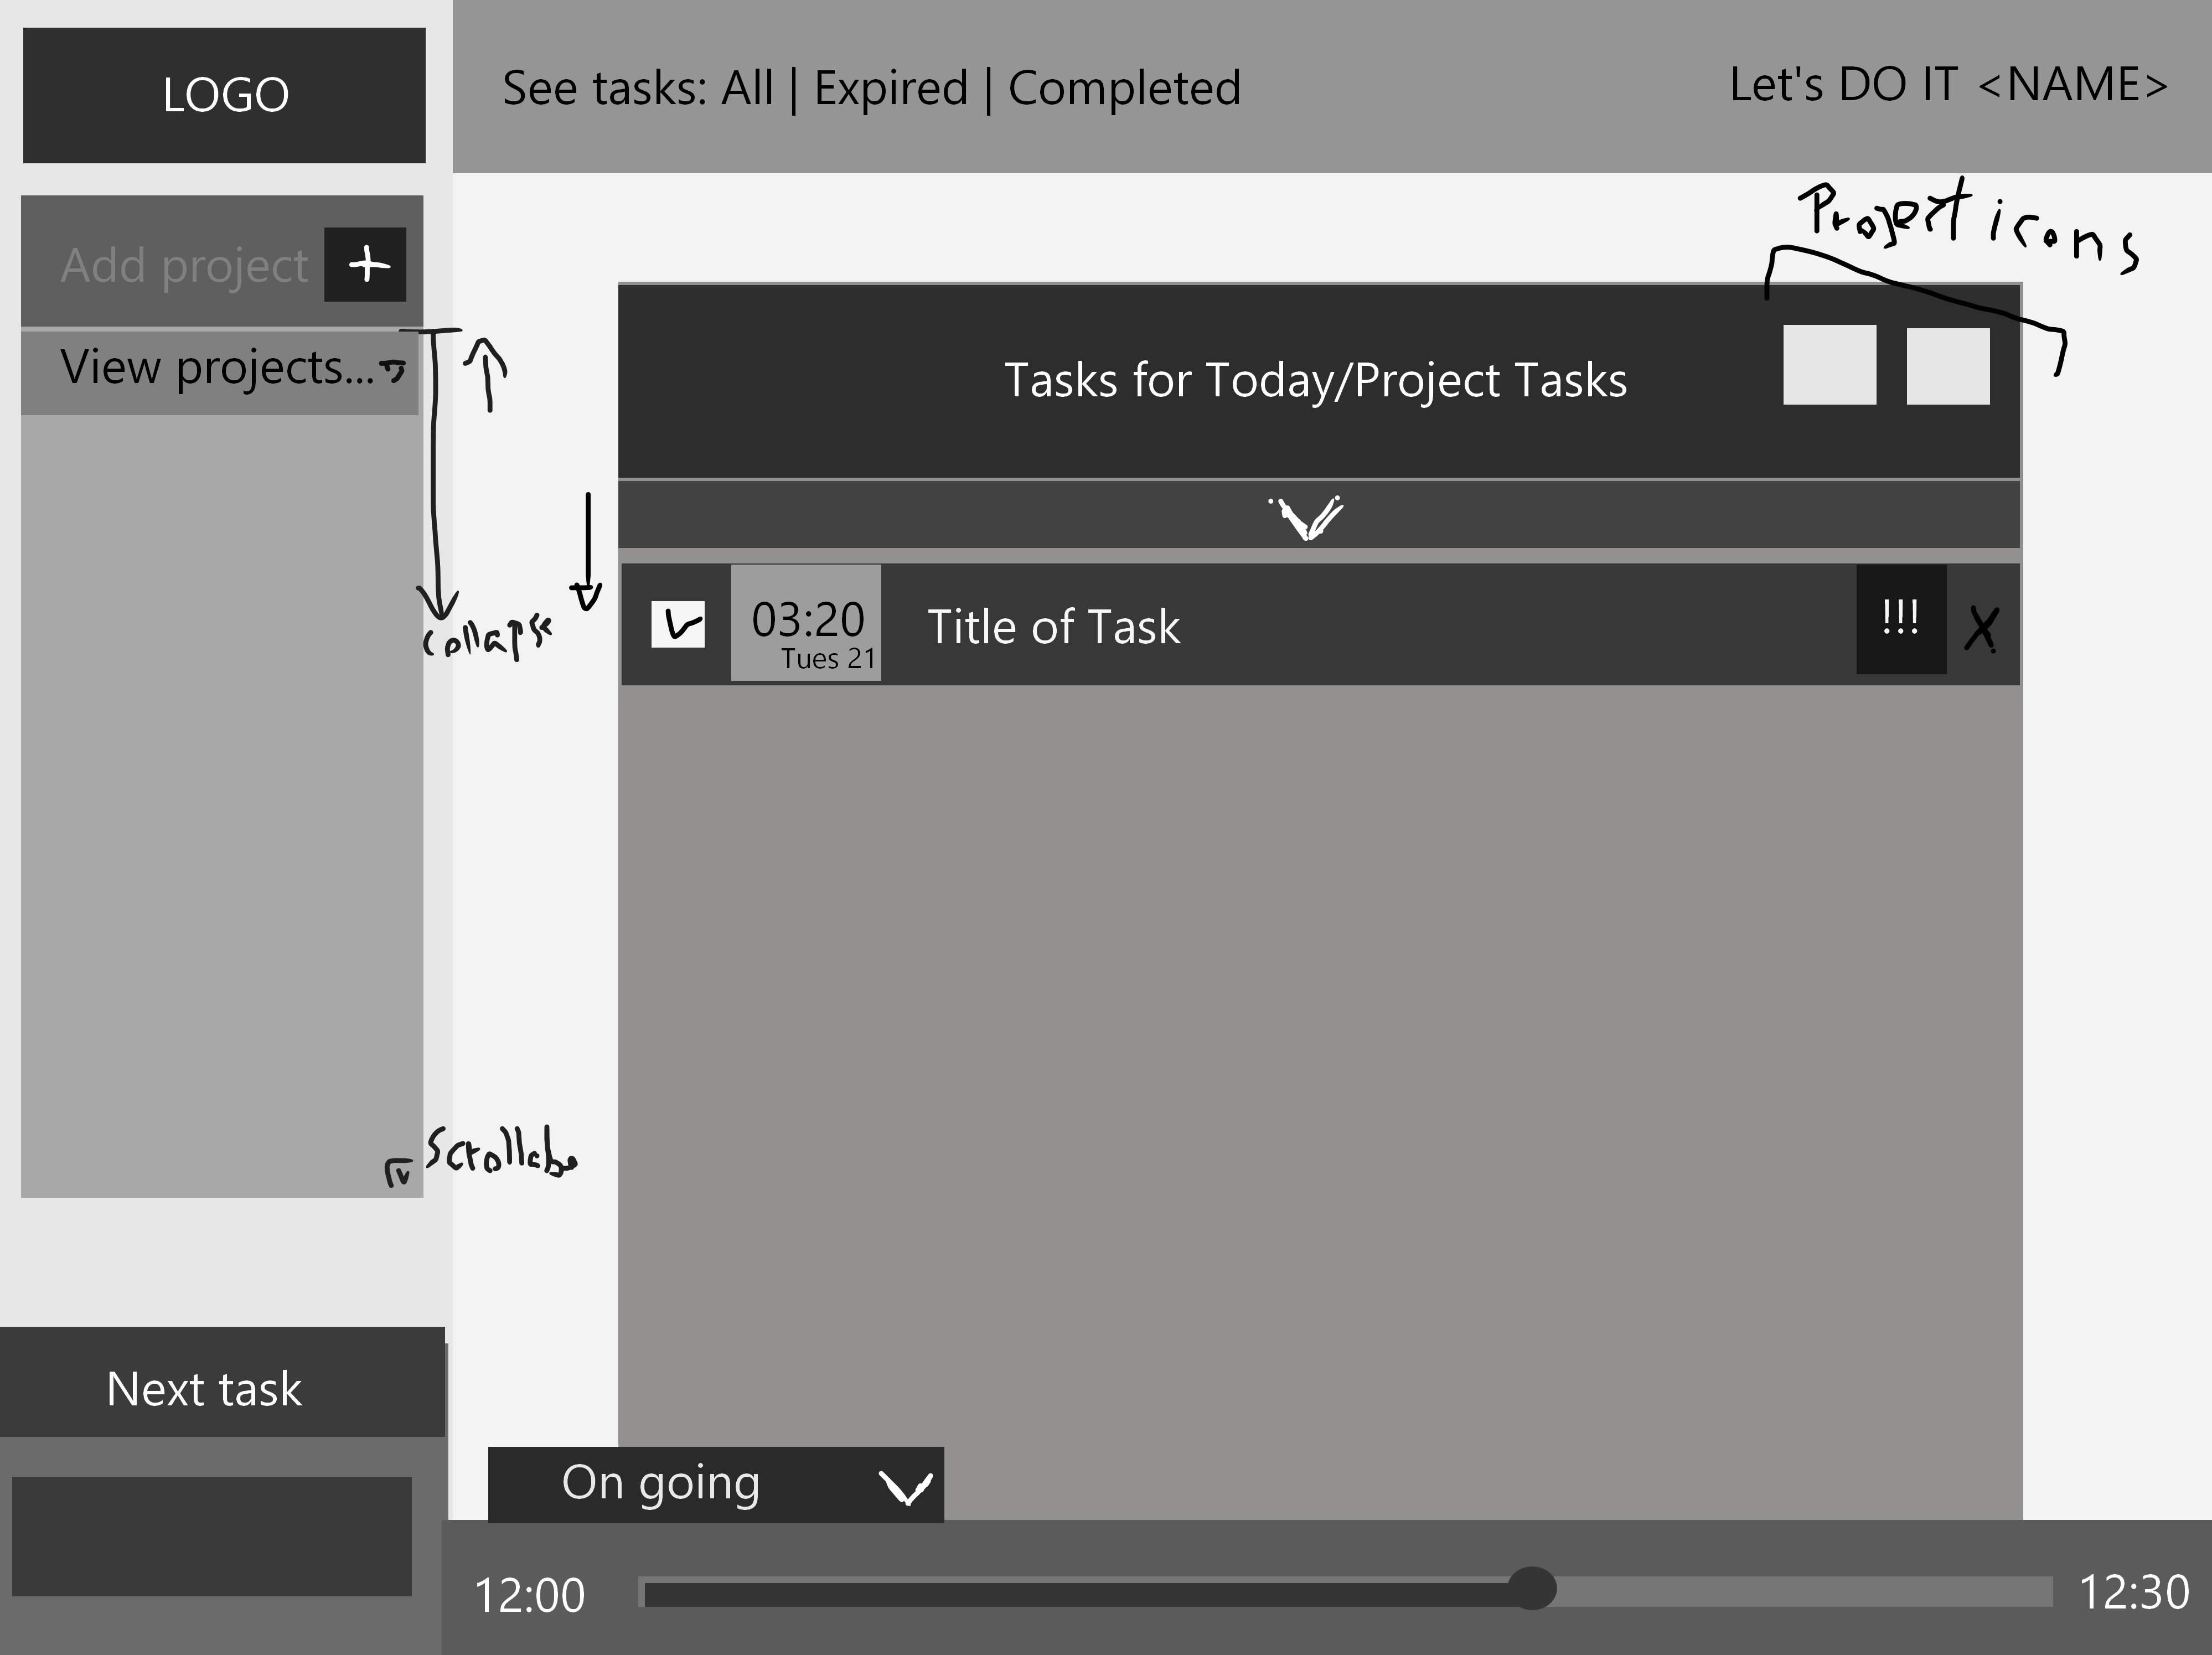 LOGO
See tasks: All | Expired | Completed
Let's DO IT <NAME>
Project icons
Add project +
View projects...
Tasks for Today/Project Tasks
collapse
03:20
Tues 21
Title of Task
!!!
X
Next task
On going
12:00
12:30